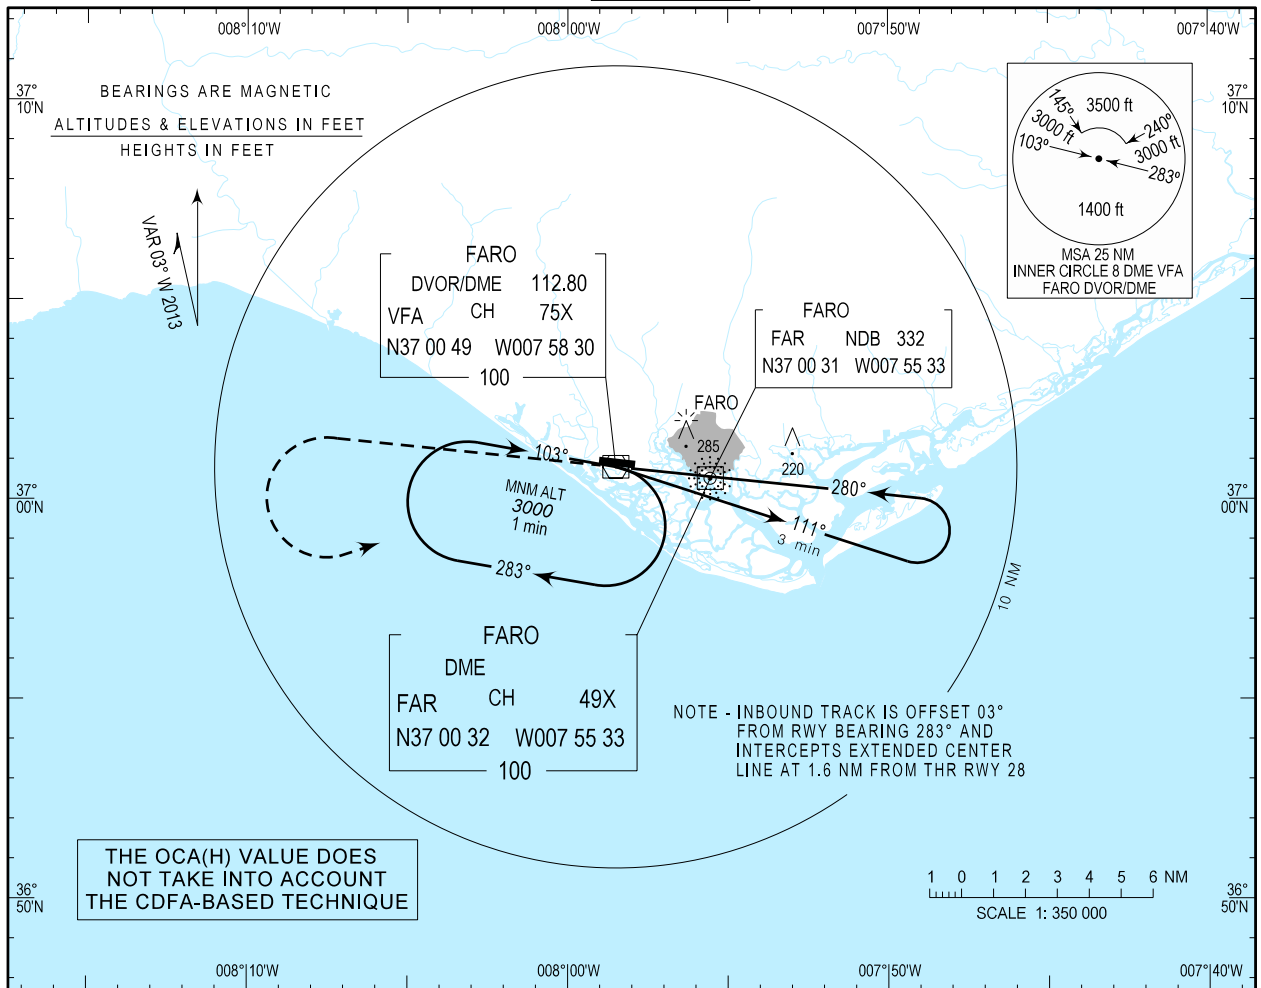 008°10'W
008°00'W
007°50'W
007°40'W
37°
10'N
37°
10'N
BEARINGS ARE MAGNETIC
ALTITUDES & ELEVATIONS IN FEET
HEIGHTS IN FEET
VAR 03° W 2013
145°
3500 ft
240°
3000 ft
3000 ft
103°
283°
1400 ft
MSA 25 NM
INNER CIRCLE 8 DME VFA
FARO DVOR/DME
FARO
DVOR/DME 112.80
VFA CH 75X
N37 00 49 W007 58 30
100
FARO
FAR NDB 332
N37 00 31 W007 55 33
FARO
285
220
103°
MNM ALT
3000
1 min
283°
280°
111°
3 min
37°
00'N
37°
00'N
10 NM
FARO
DME
FAR CH 49X
N37 00 32 W007 55 33
100
NOTE - INBOUND TRACK IS OFFSET 03°
FROM RWY BEARING 283° AND
INTERCEPTS EXTENDED CENTER
LINE AT 1.6 NM FROM THR RWY 28
THE OCA(H) VALUE DOES
NOT TAKE INTO ACCOUNT
THE CDFA-BASED TECHNIQUE
1 0 1 2 3 4 5 6 NM
SCALE 1: 350 000
36°
50'N
36°
50'N
008°10'W
008°00'W
007°50'W
007°40'W